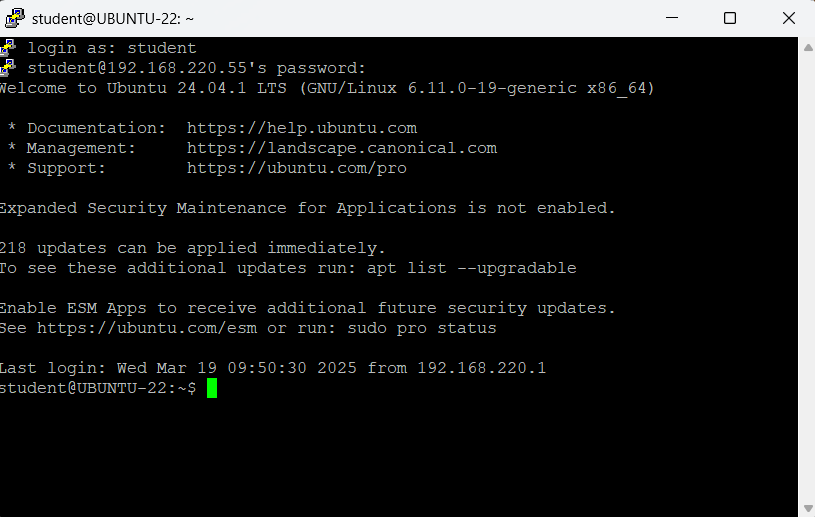 student@UBUNTU-22: ~
login as: student
student@192.168.220.55's password:
Welcome to Ubuntu 24.04.1 LTS (GNU/Linux 6.11.0-19-generic x86_64)
* Documentation:  https://help.ubuntu.com
* Management:     https://landscape.canonical.com
* Support:        https://ubuntu.com/pro
Expanded Security Maintenance for Applications is not enabled.
218 updates can be applied immediately.
To see these additional updates run: apt list --upgradable
Enable ESM Apps to receive additional future security updates.
See https://ubuntu.com/esm or run: sudo pro status
Last login: Wed Mar 19 09:50:30 2025 from 192.168.220.1
student@UBUNTU-22:~$